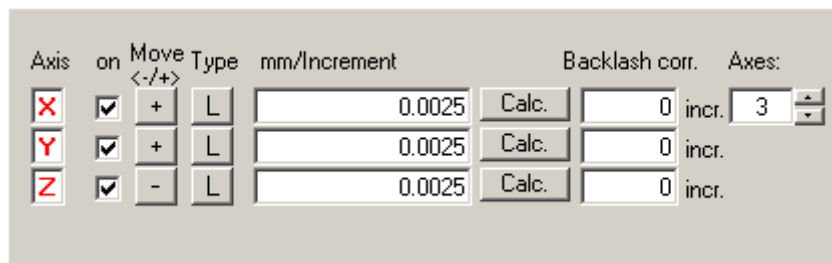 Axis on Move <-/+> Type mm/Increment Backlash corr. Axes:
X + L 0.0025 Calc. 0 incr. 3
Y + L 0.0025 Calc. 0 incr.
Z - L 0.0025 Calc. 0 incr.